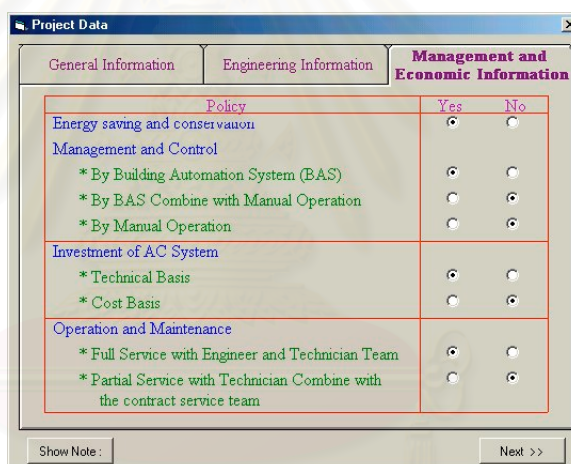 Project Data
General Information
Engineering Information
Management and
Economic Information
Policy
Yes
No
Energy saving and conservation
Management and Control
* By Building Automation System (BAS)
* By BAS Combine with Manual Operation
* By Manual Operation
Investment of AC System
* Technical Basis
* Cost Basis
Operation and Maintenance
* Full Service with Engineer and Technician Team
* Partial Service with Technician Combine with
the contract service team
Show Note :
Next >>